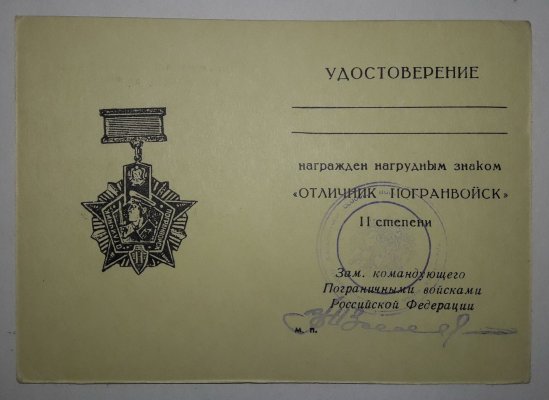 УДОСТОВЕРЕНИЕ
награжден нагрудным знаком
«ОТЛИЧНИК ПОГРАНВОЙСК»
II степени
Зам. командующего
Пограничными войсками
Российской Федерации
М. П.